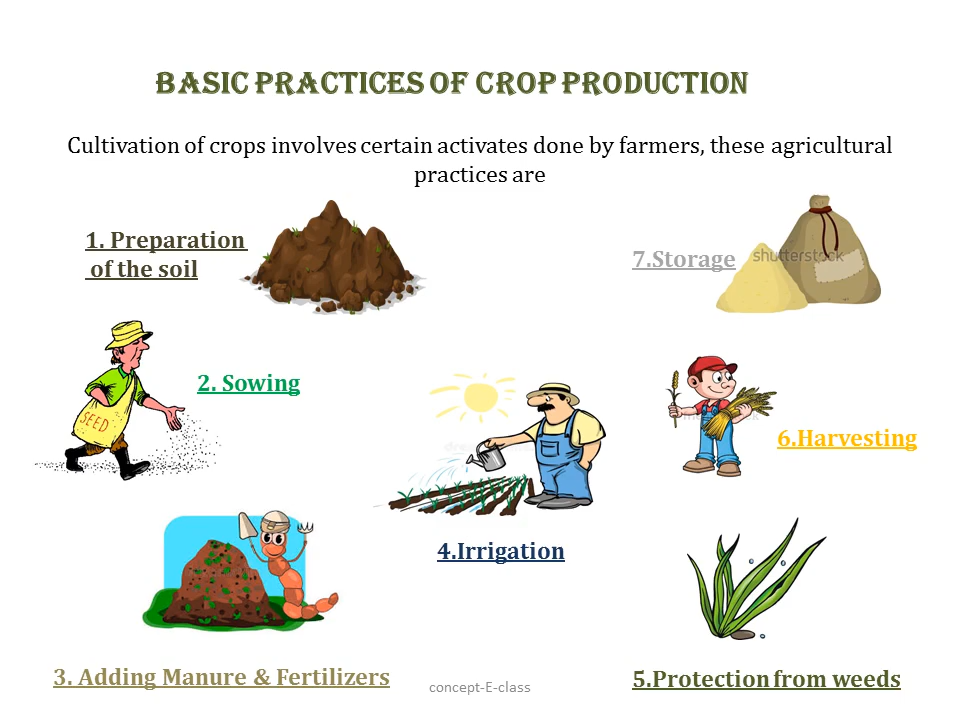 BASIC PRACTICES OF CROP PRODUCTION
Cultivation of crops involves certain activates done by farmers, these agricultural
practices are
1. Preparation
of the soil
2. Sowing
SEED
3. Adding Manure & Fertilizers
4.Irrigation
5.Protection from weeds
6.Harvesting
7.Storage
shutterstock
concept-E-class